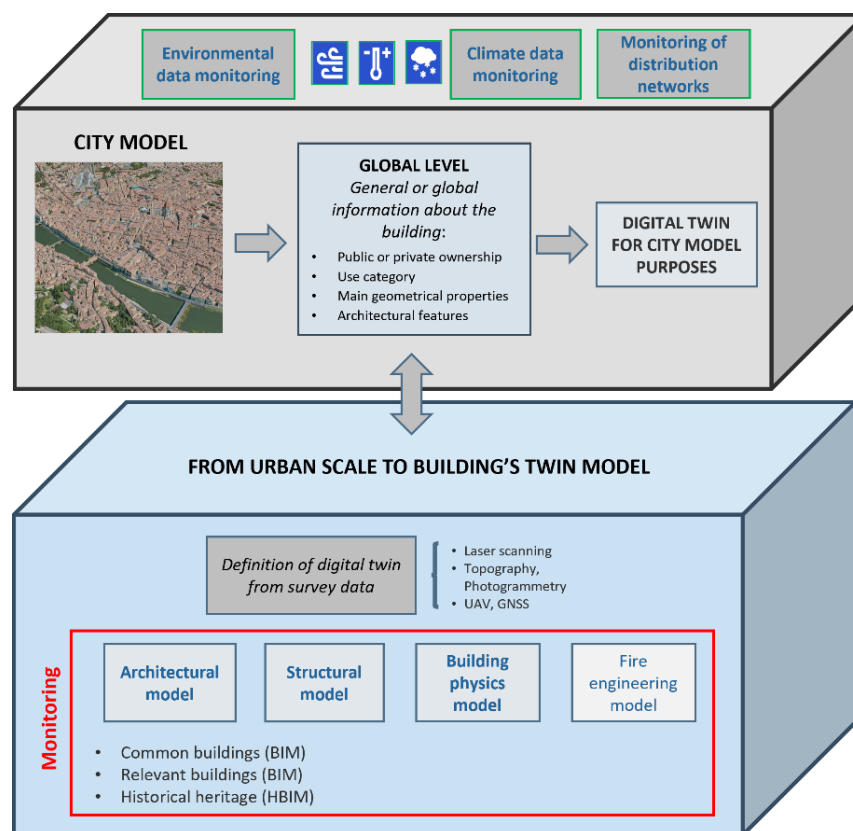 Environmental
data monitoring
Climate data
monitoring
Monitoring of
distribution
networks
CITY MODEL
GLOBAL LEVEL
General or global
information about the
building:
• Public or private ownership
• Use category
• Main geometrical properties
• Architectural features
DIGITAL TWIN
FOR CITY MODEL
PURPOSES
FROM URBAN SCALE TO BUILDING'S TWIN MODEL
Definition of digital twin
from survey data
• Laser scanning
• Topography,
Photogrammetry
• UAV, GNSS
Monitoring
Architectural
model
Structural
model
Building
physics
model
Fire
engineering
model
• Common buildings (BIM)
• Relevant buildings (BIM)
• Historical heritage (HBIM)